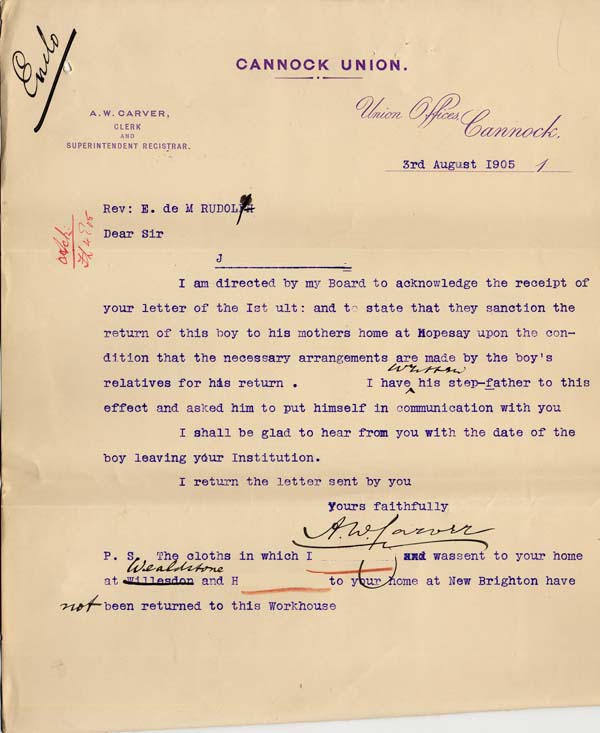 Enclo
CANNOCK UNION.
A.W. CARVER,
CLERK
AND
SUPERINTENDENT REGISTRAR.
Union Offices,
Cannock.
3rd August 1905 1
Rev: E. de M RUDOLPH
Dear Sir
J
I am directed by my Board to acknowledge the receipt of
your letter of the Ist ult: and to state that they sanction the
return of this boy to his mothers home at Hopesay upon the con-
dition that the necessary arrangements are made by the boy's
relatives for his return . I have written his step-father to this
effect and asked him to put himself in communication with you
I shall be glad to hear from you with the date of the
boy leaving your Institution.
I return the letter sent by you
Yours faithfully
A.W. Carver
P. S. The cloths in which I and wassent to your home
at Willesdon Wealdstone and H to your home at New Brighton have
not been returned to this Workhouse